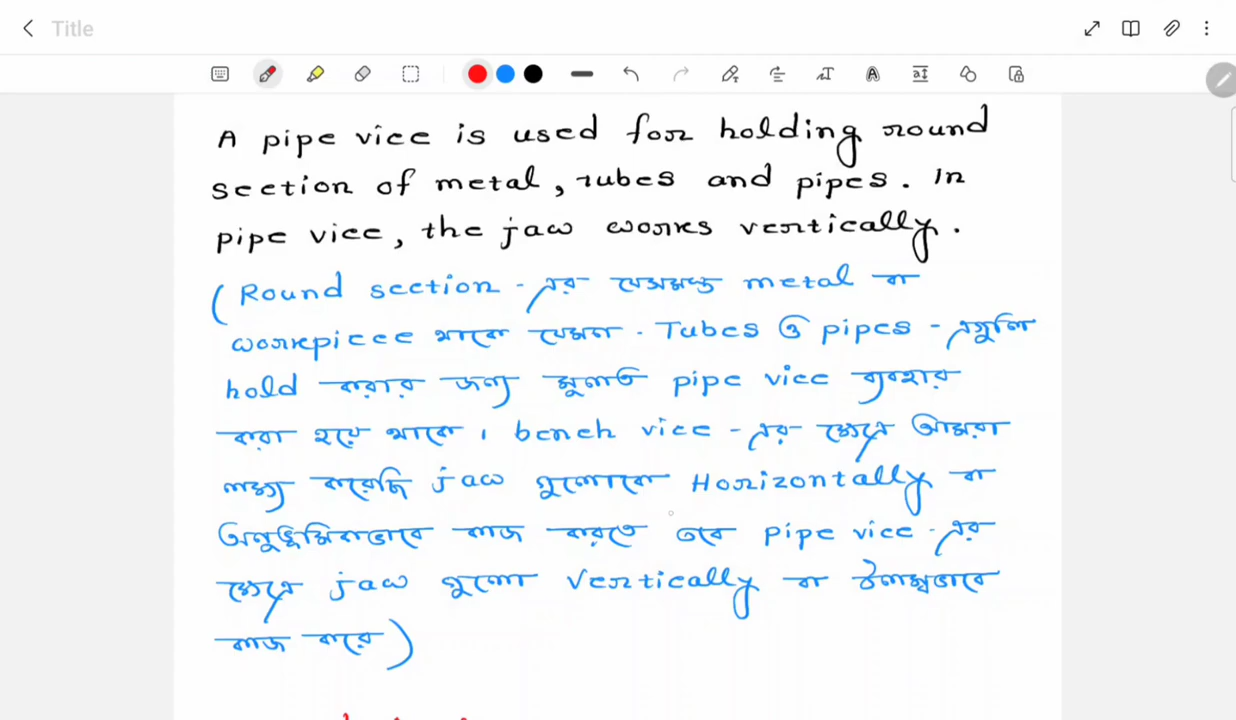 Title
A pipe vice is used for holding round
section of metal, tubes and pipes. In
pipe vice, the jaw works vertically.
(Round section - এর যেসমস্ত metal বা
workpiece থাকে যেমন. Tubes ও pipes - এগুলি
hold করার জন্য মূলত pipe vice ব্যবহার
করা হয়ে থাকে। bench vice - এর ক্ষেত্রে আমরা
লক্ষ্য করেছি jaw গুলোকে Horizontally বা
অনুভূমিকভাবে কাজ করতে তবে pipe vice - এর
ক্ষেত্রে jaw গুলো Vertically বা উলম্বভাবে
কাজ করে)